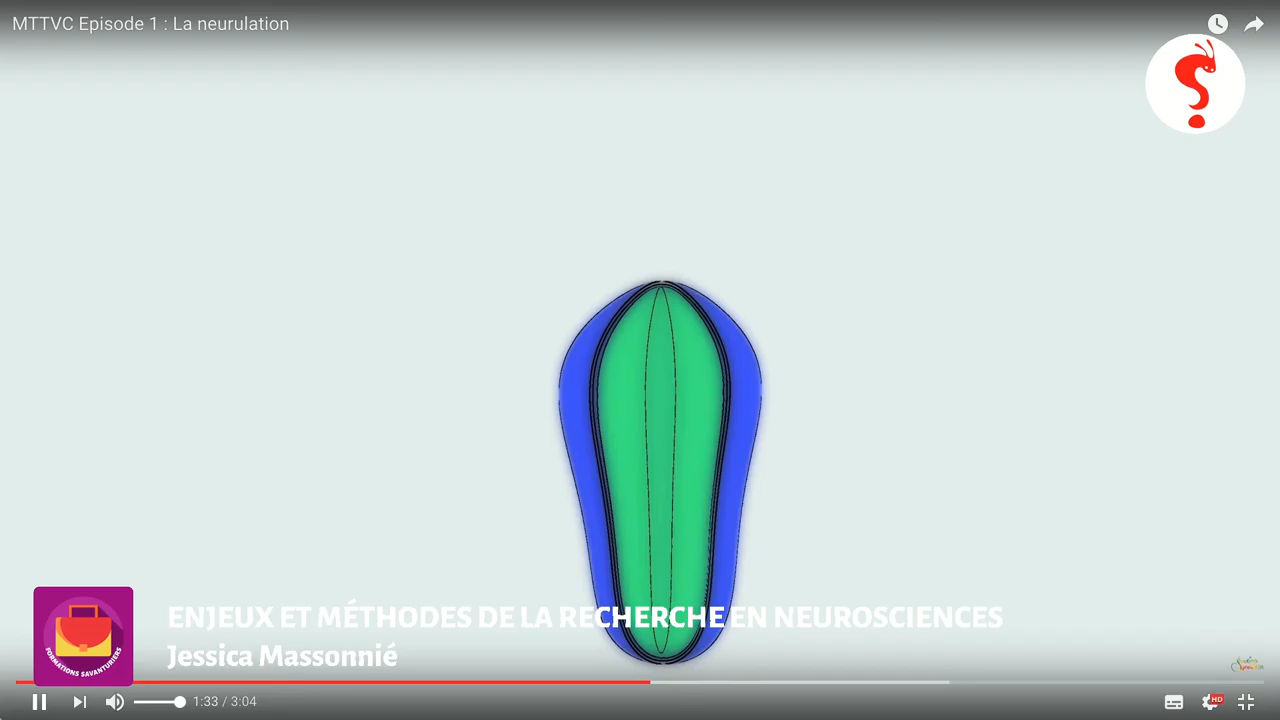 MTTVC Episode 1 : La neurulation
ENJEUX ET MÉTHODES DE LA RECHERCHE EN NEUROSCIENCES
Jessica Massonnié
FORMATIONS SAVANTURIERS
1:33 / 3:04
HD